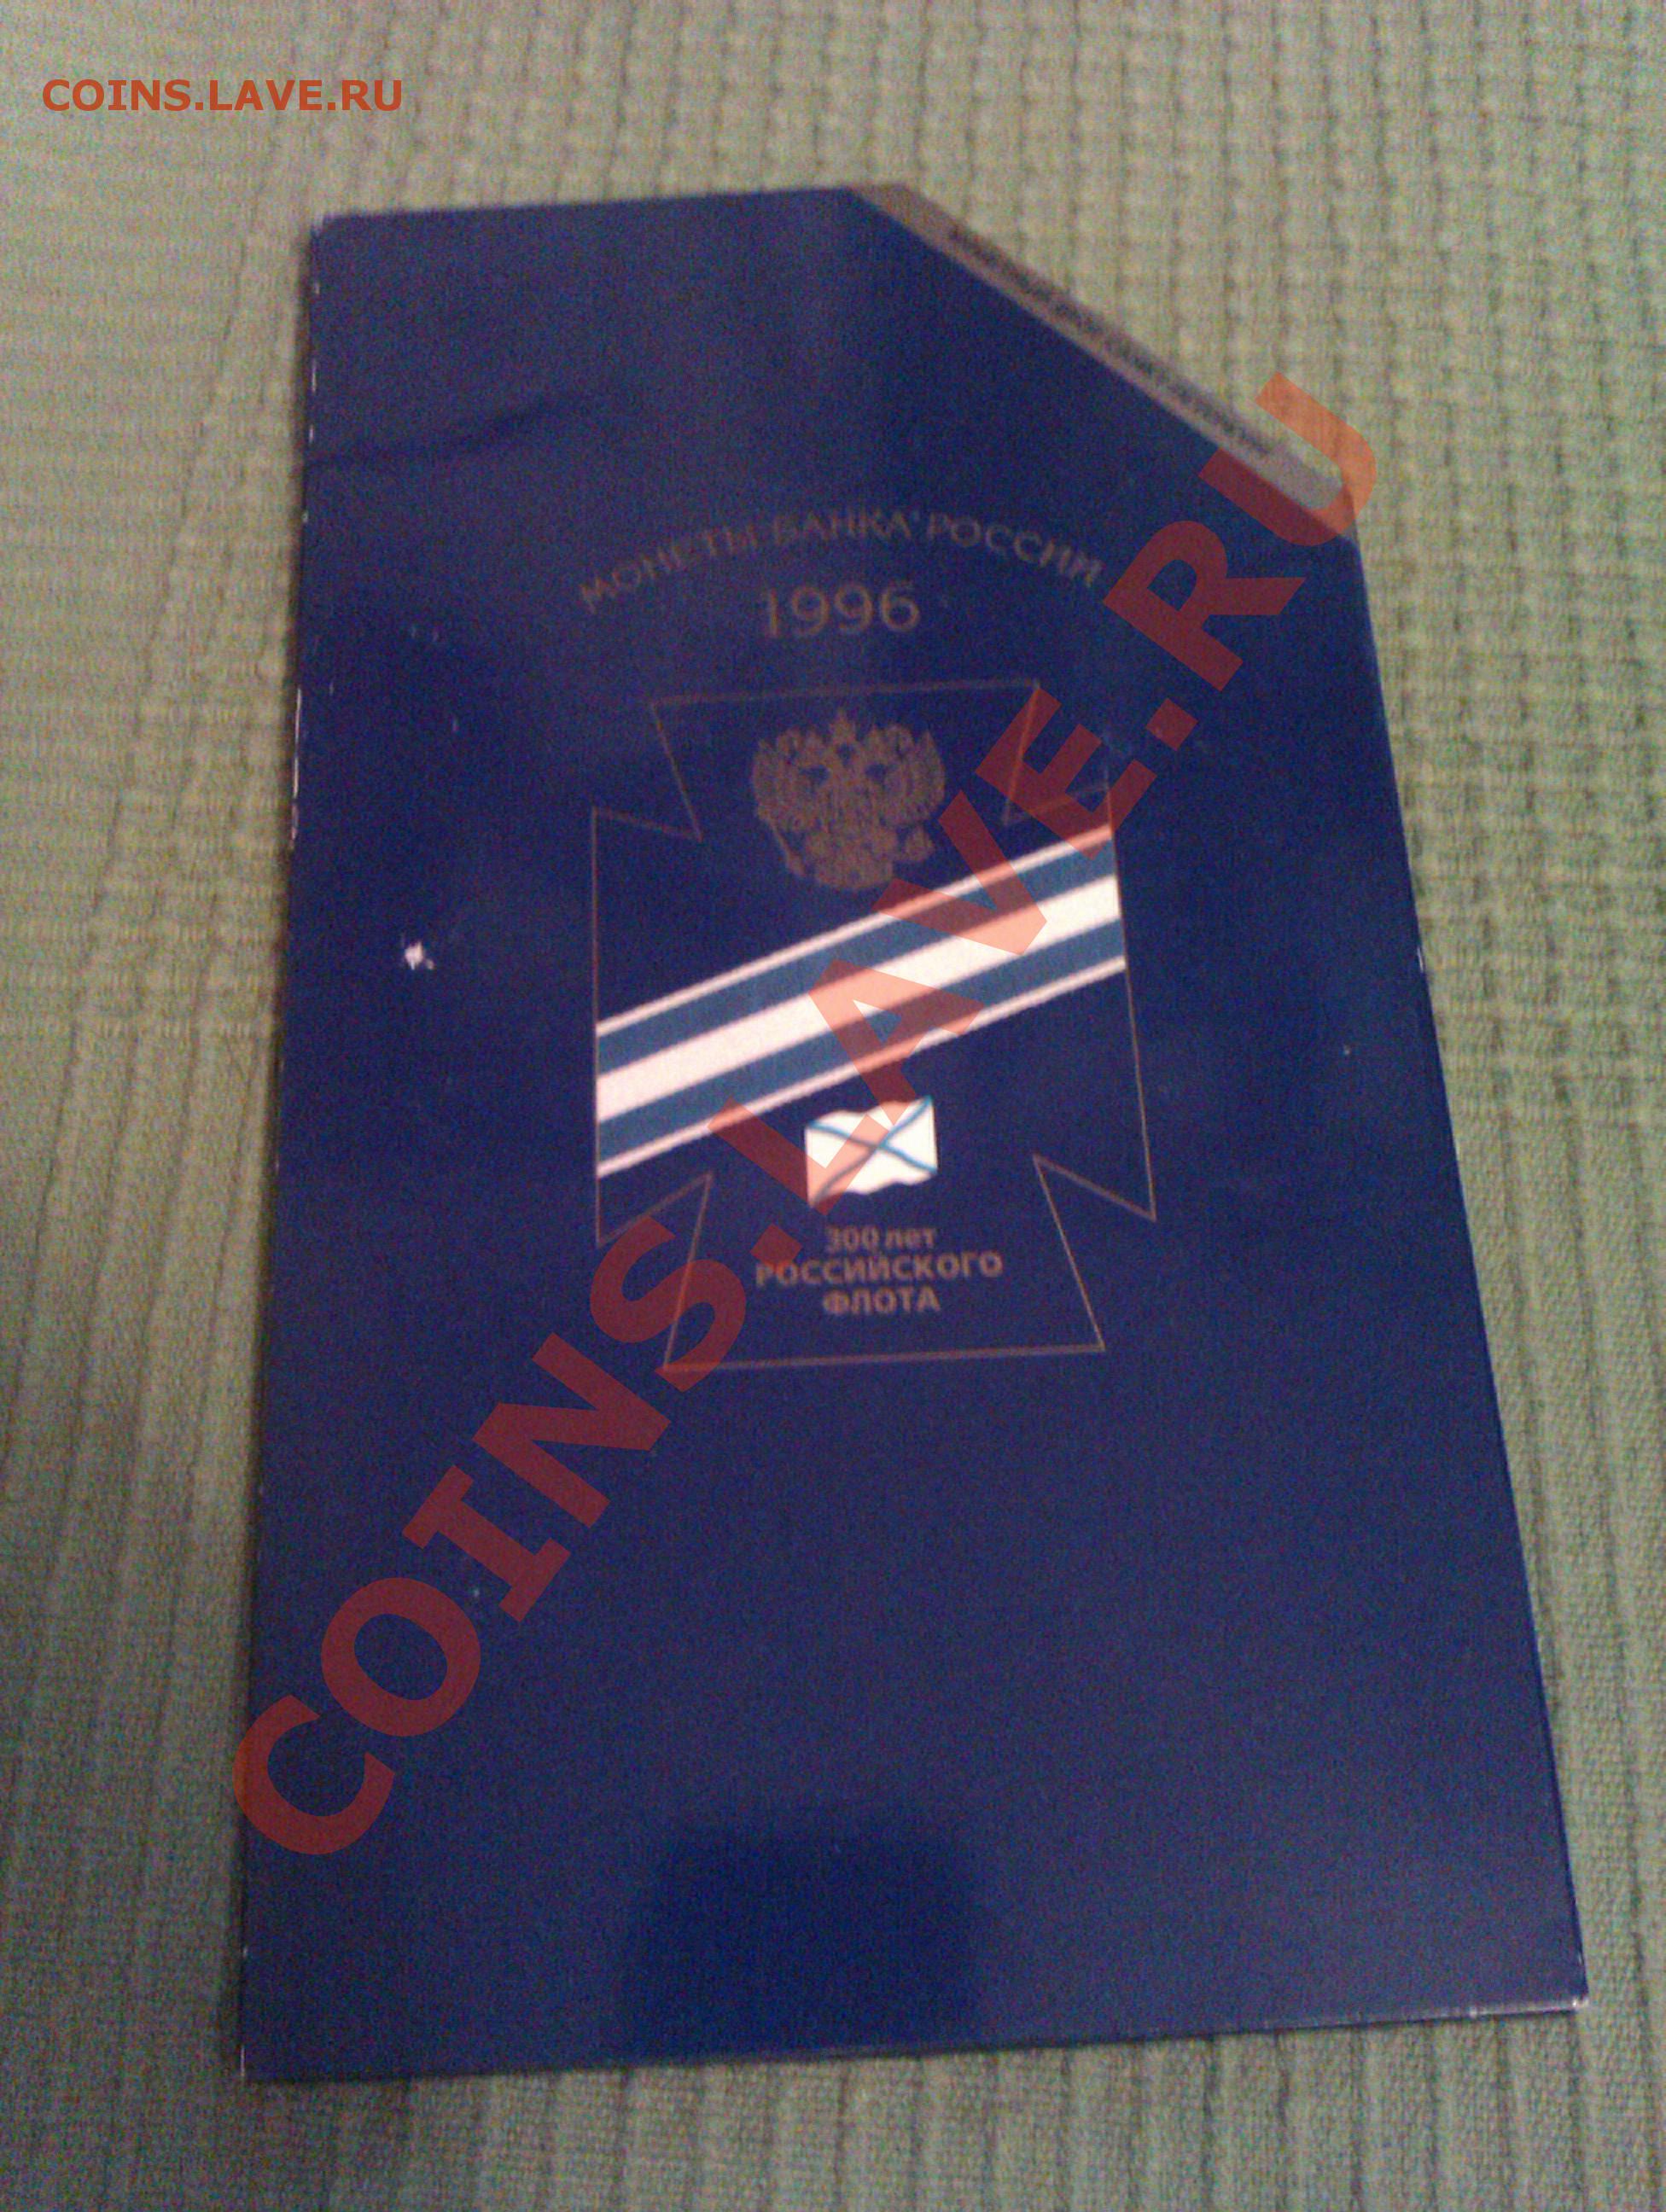 COINS.LAVE.RU
МОНЕТЫ БАНКА РОССИИ
1996
300 лет
РОССИЙСКОГО
ФЛОТА
COINS.LAVE.RU